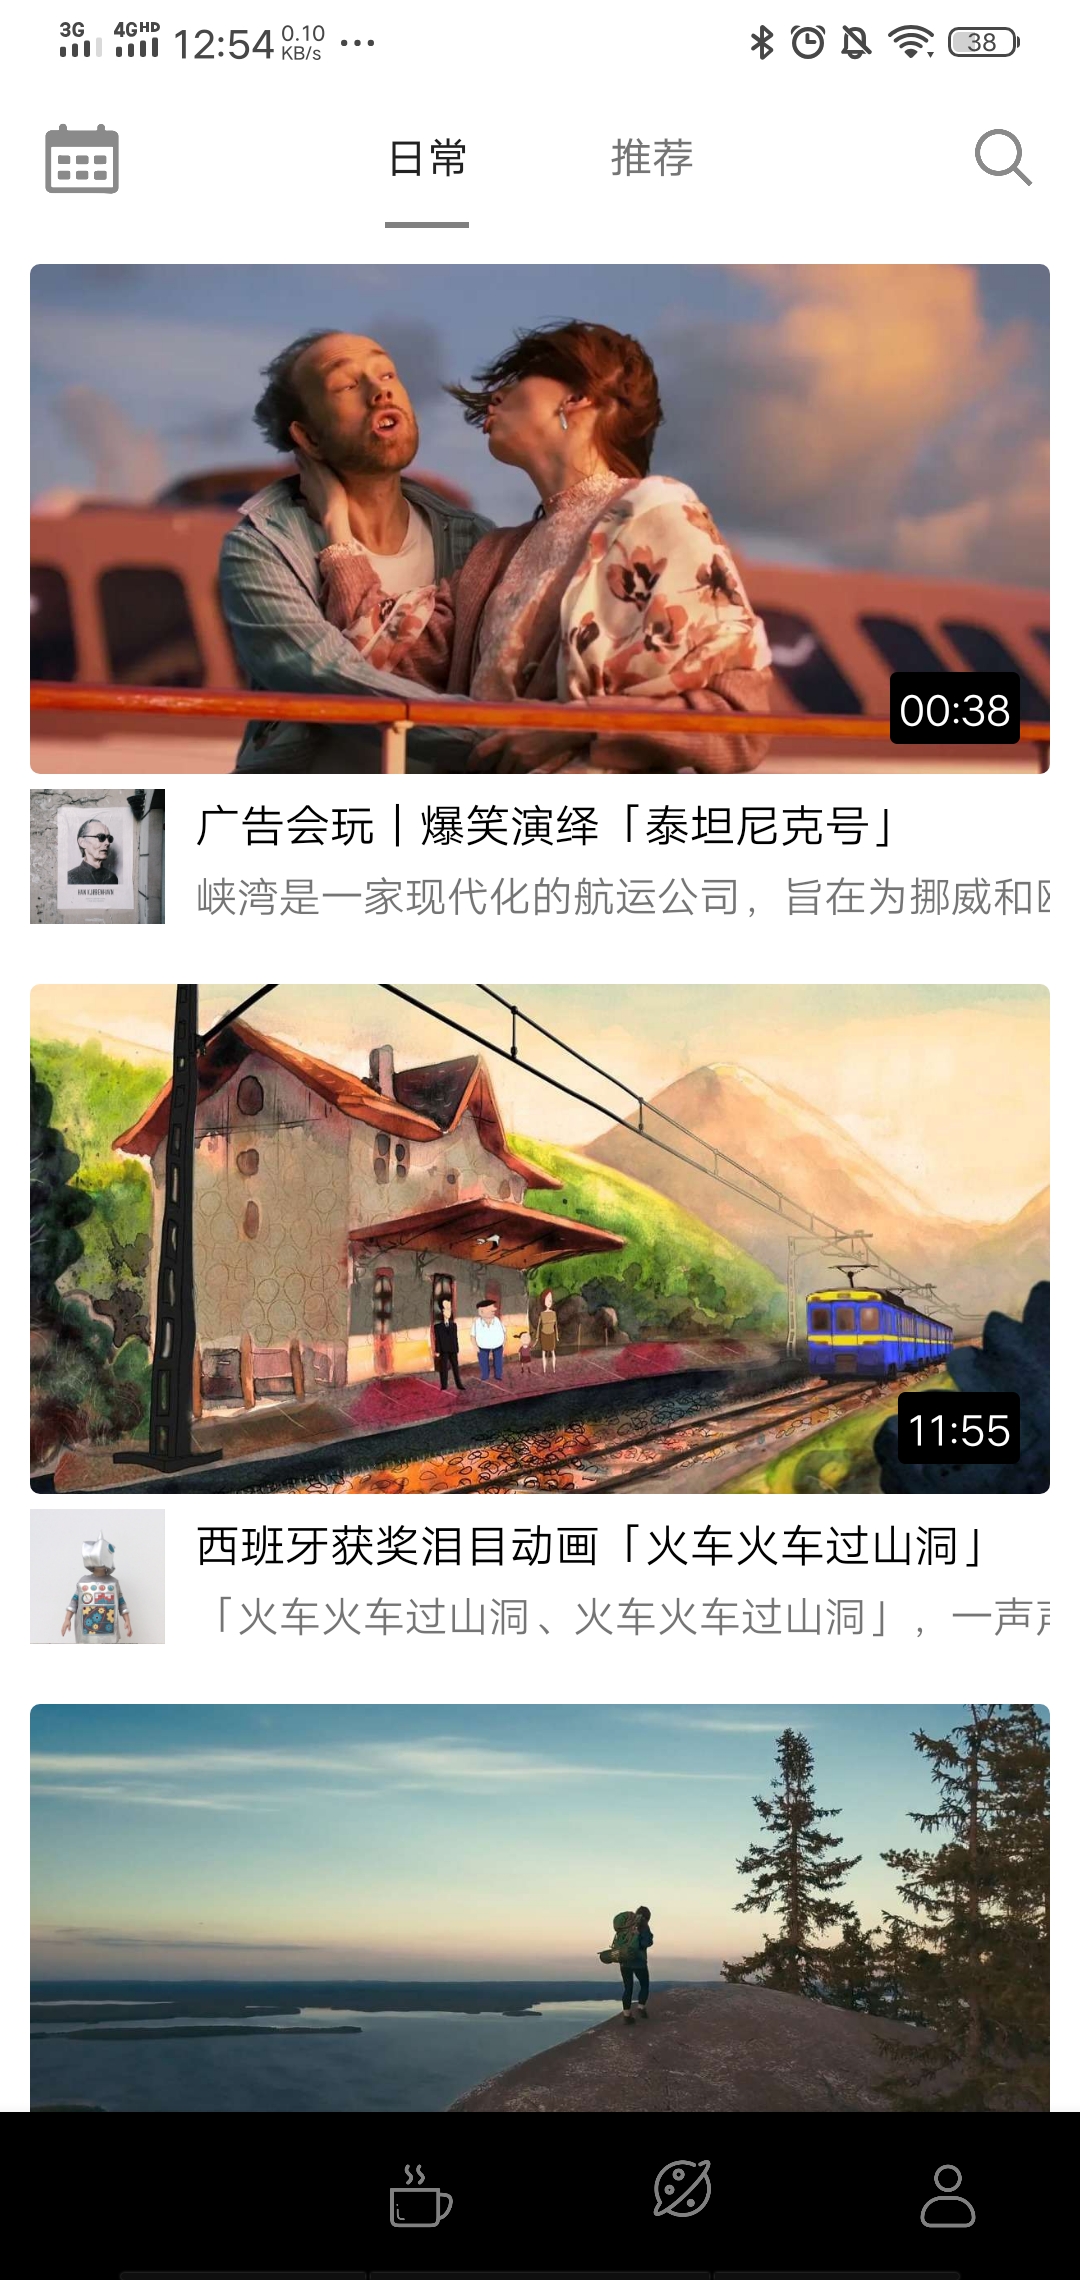 3G 4GHD 12:54 0.10 KB/s ··· 38
日常 推荐
00:38
广告会玩｜爆笑演绎「泰坦尼克号」
峡湾是一家现代化的航运公司，旨在为挪威和
11:55
西班牙获奖泪目动画「火车火车过山洞」
「火车火车过山洞、火车火车过山洞」，一声